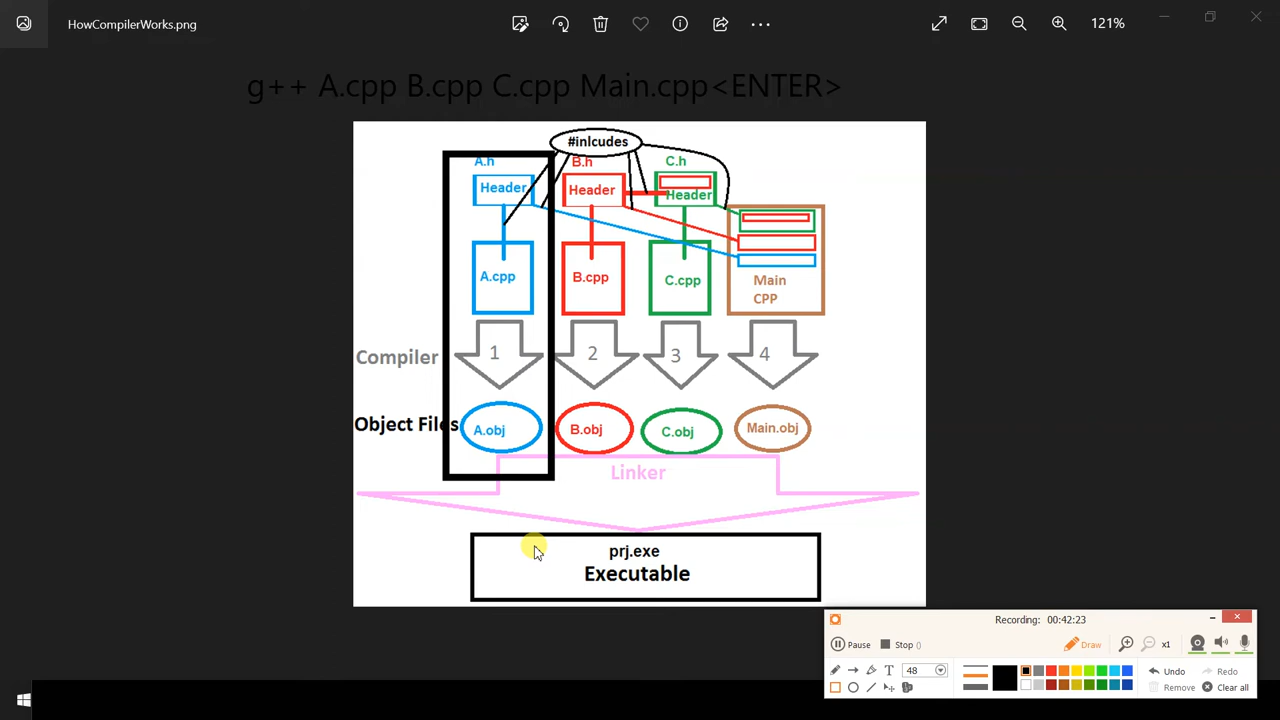 HowCompilerWorks.png
121%
g++ A.cpp B.cpp C.cpp Main.cpp<ENTER>
#inlcudes
A.h B.h C.h
Header Header Header
A.cpp B.cpp C.cpp Main
CPP
Compiler 1 2 3 4
Object Files A.obj B.obj C.obj Main.obj
Linker
prj.exe
Executable
Recording: 00:42:23
Pause Stop () Draw x1
T 48 Undo Redo
Remove Clear all